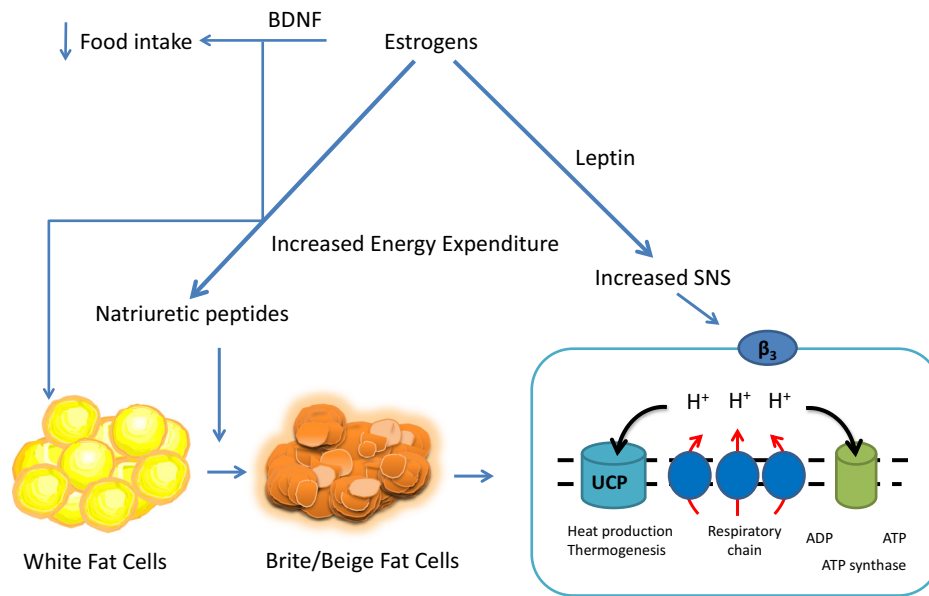 BDNF
Food intake
Estrogens
Leptin
Increased Energy Expenditure
Increased SNS
Natriuretic peptides
β₃
H⁺ H⁺ H⁺
UCP
Heat production
Thermogenesis
Respiratory
chain
ADP ATP
ATP synthase
White Fat Cells
Brite/Beige Fat Cells